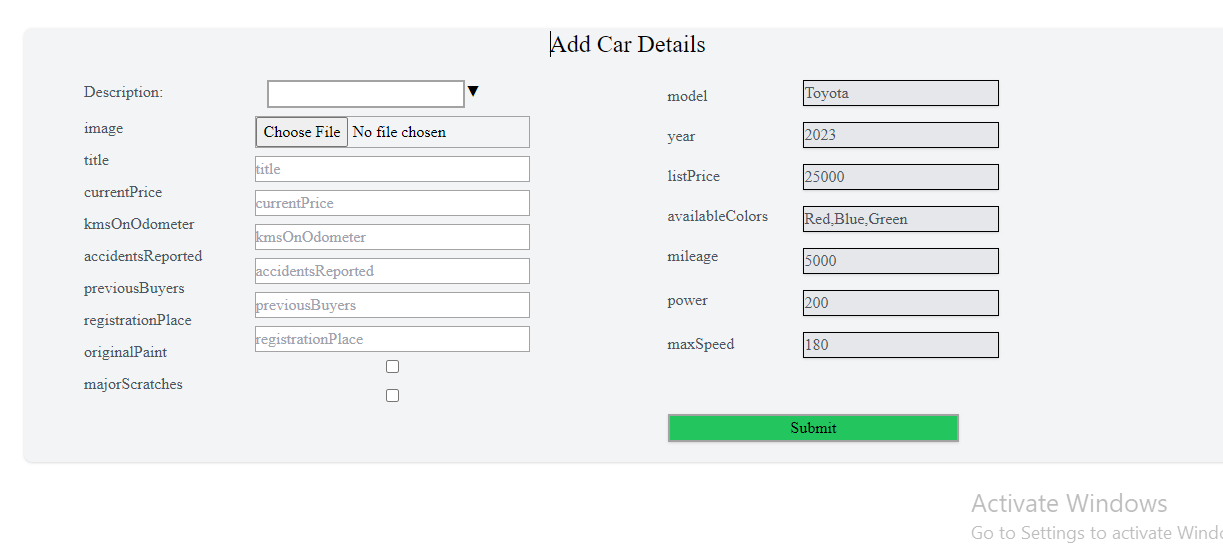 Add Car Details
Description: ▼
image Choose File No file chosen
title title
currentPrice currentPrice
kmsOnOdometer kmsOnOdometer
accidentsReported accidentsReported
previousBuyers previousBuyers
registrationPlace registrationPlace
originalPaint
majorScratches
model Toyota
year 2023
listPrice 25000
availableColors Red,Blue,Green
mileage 5000
power 200
maxSpeed 180
Submit
Activate Windows
Go to Settings to activate